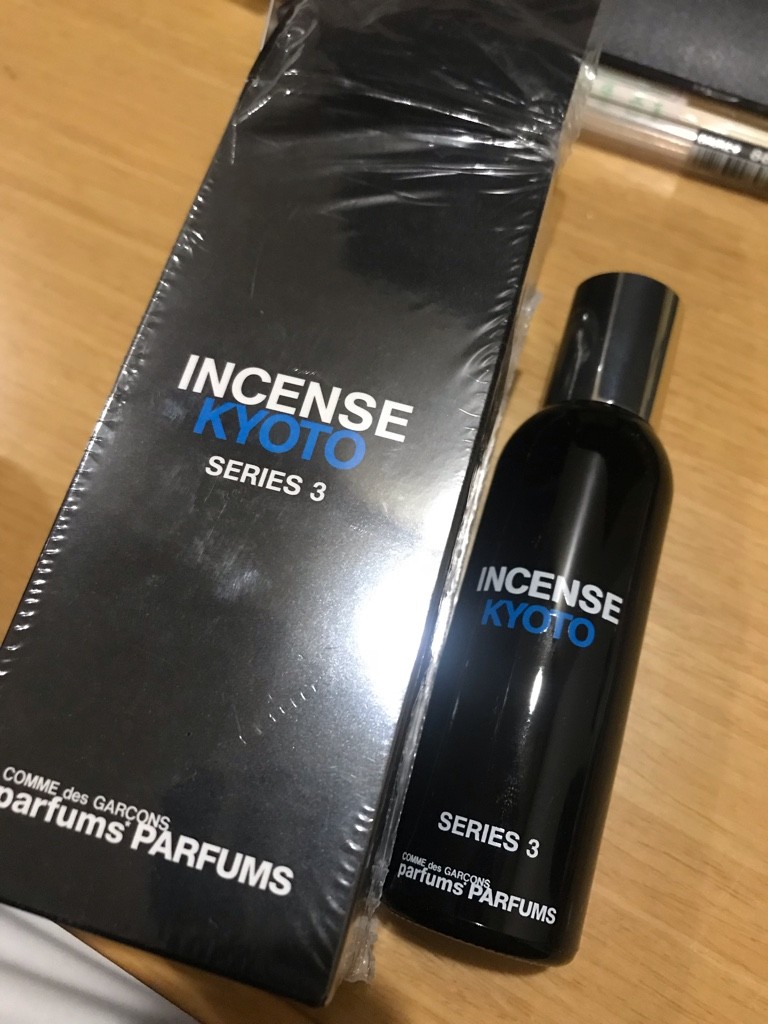 INCENSE
KYOTO
SERIES 3
COMME des GARÇONS
parfums*PARFUMS
INCENSE
KYOTO
SERIES 3
COMME des GARÇONS
parfums*PARFUMS